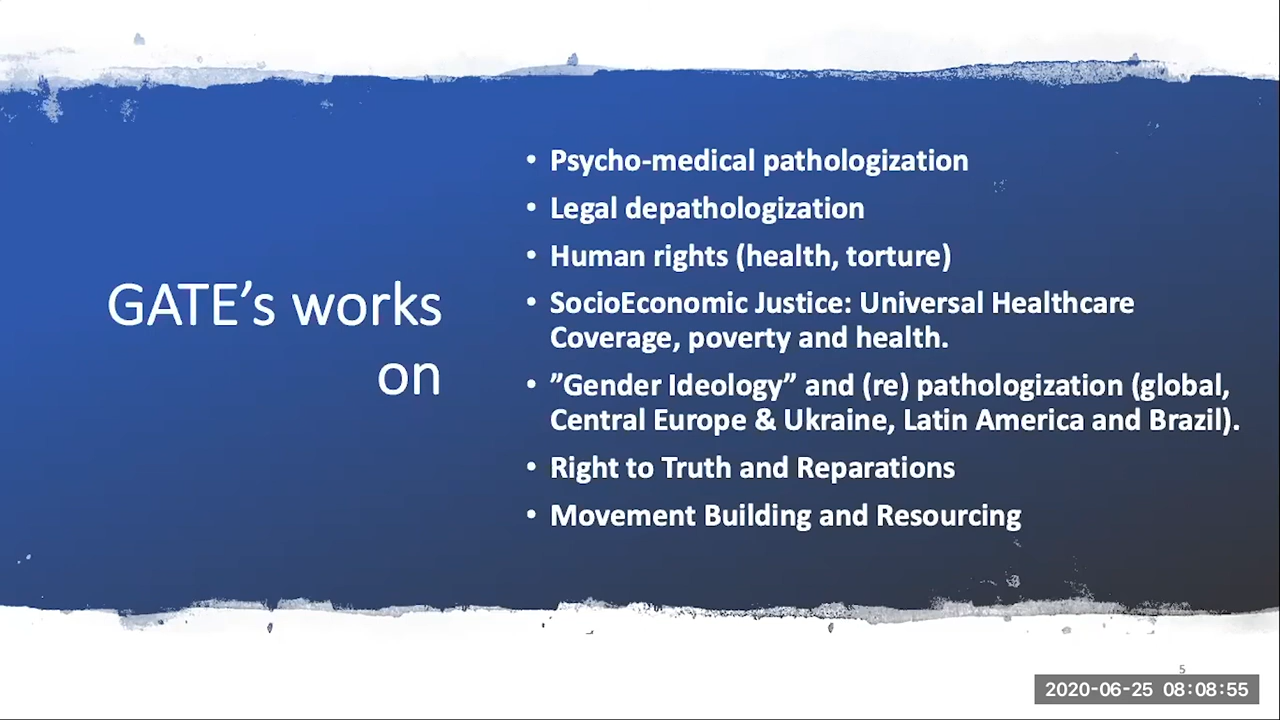 GATE’s works
on
• Psycho-medical pathologization
• Legal depathologization
• Human rights (health, torture)
• SocioEconomic Justice: Universal Healthcare
Coverage, poverty and health.
• ”Gender Ideology” and (re) pathologization (global,
Central Europe & Ukraine, Latin America and Brazil).
• Right to Truth and Reparations
• Movement Building and Resourcing
5
2020-06-25 08:08:55